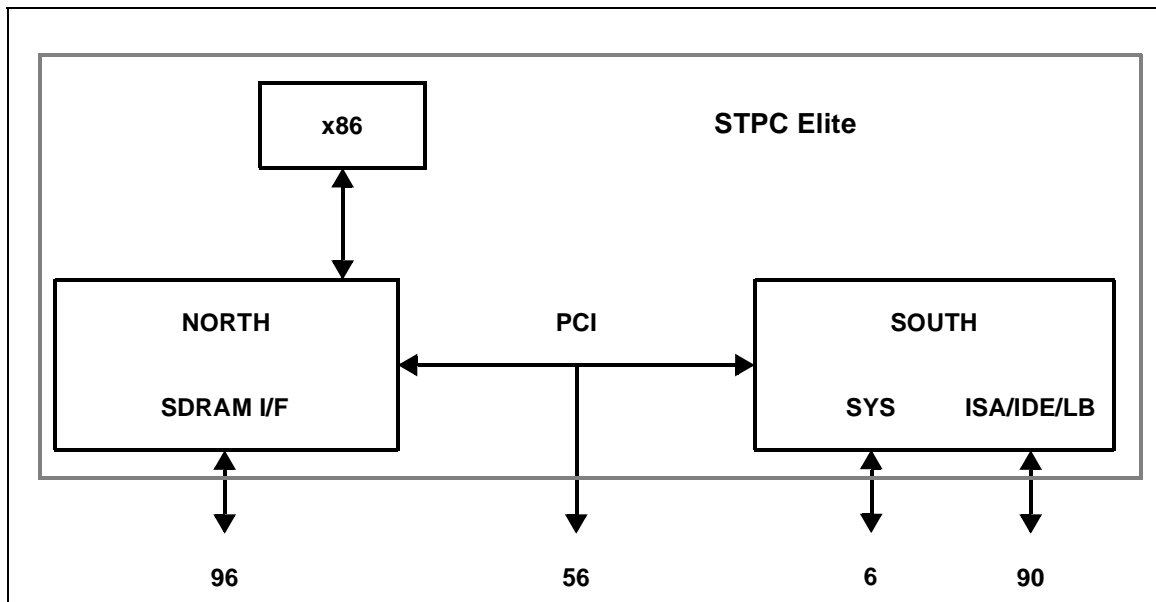 x86
STPC Elite
NORTH
PCI
SOUTH
SDRAM I/F
SYS
ISA/IDE/LB
96
56
6
90